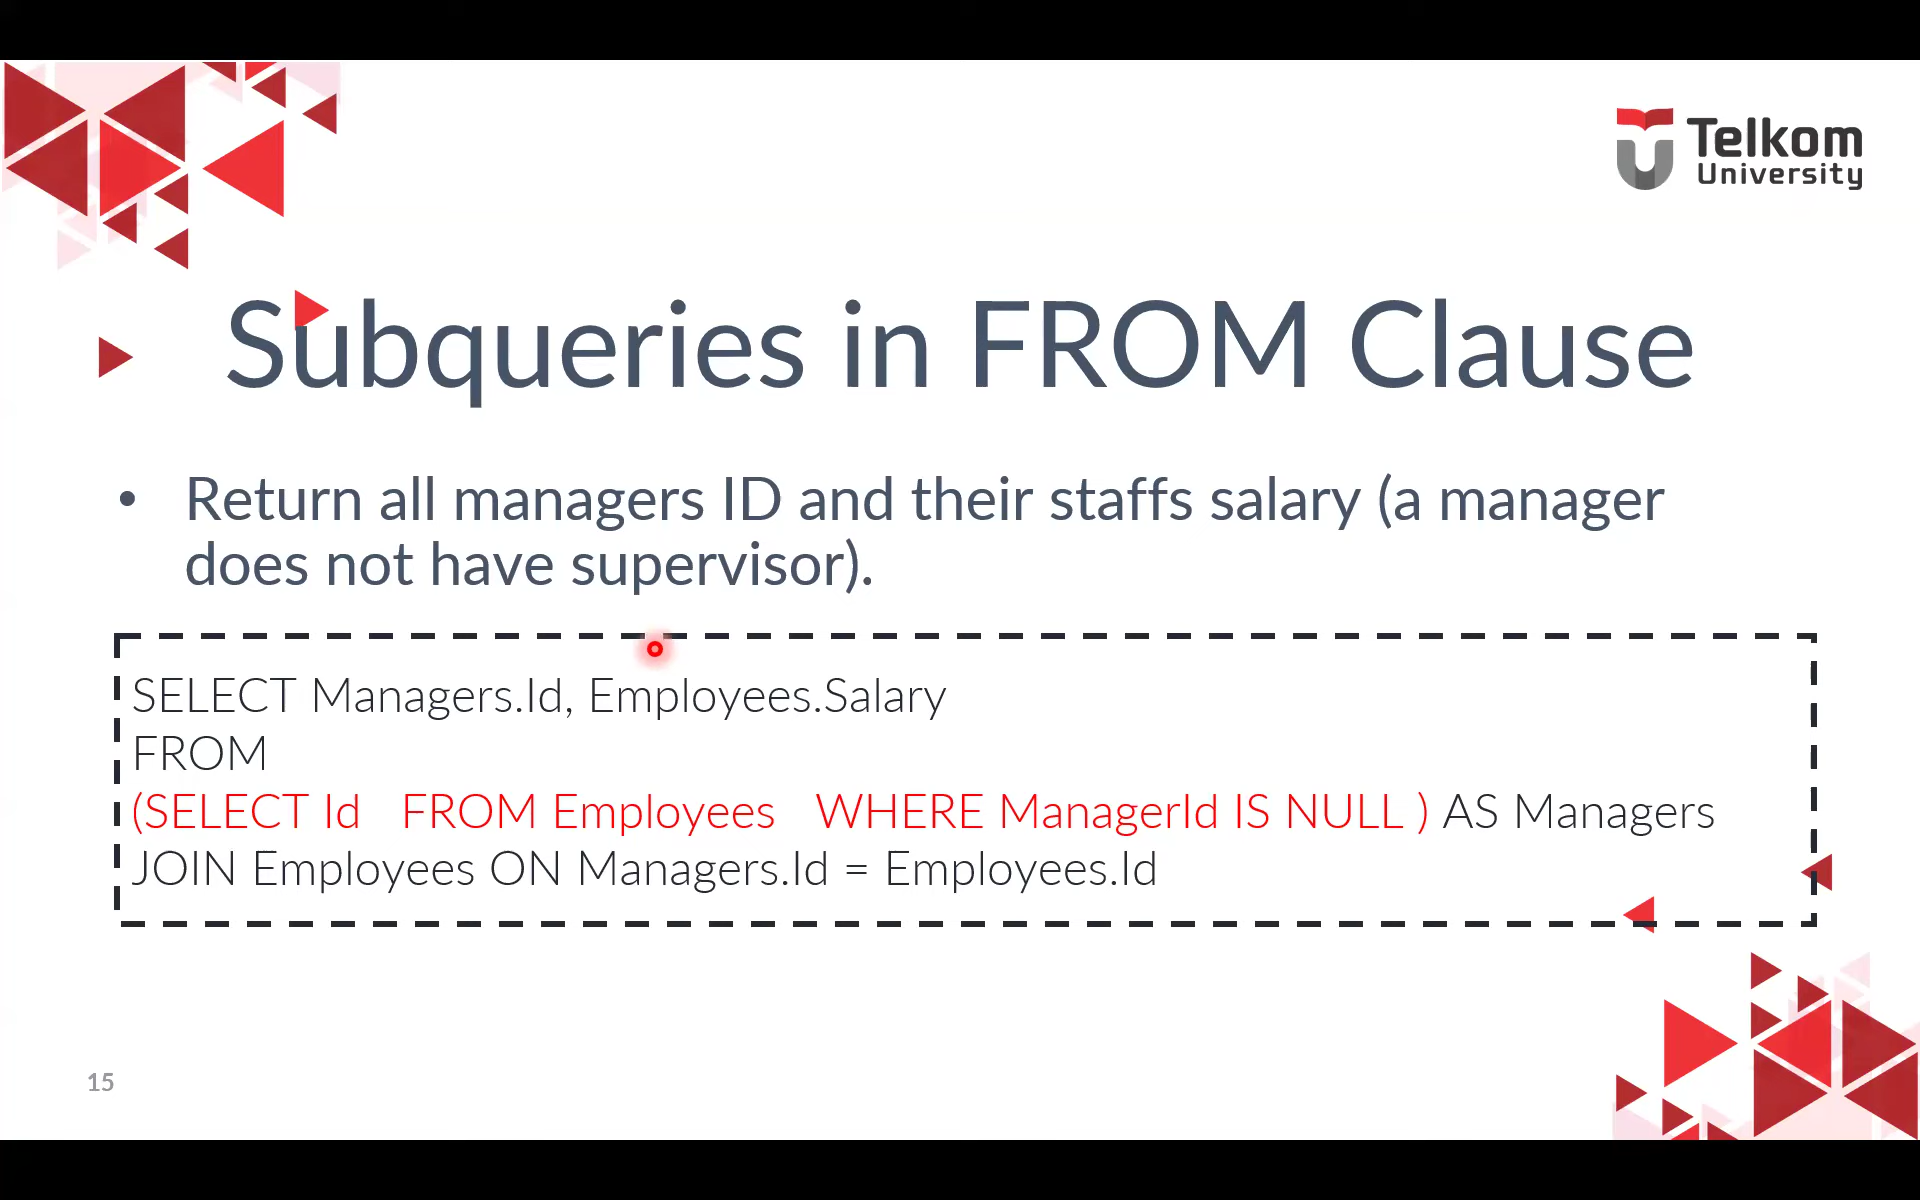 Telkom
University
Subqueries in FROM Clause
• Return all managers ID and their staffs salary (a manager
does not have supervisor).
SELECT Managers.Id, Employees.Salary
FROM
(SELECT Id FROM Employees WHERE ManagerId IS NULL ) AS Managers
JOIN Employees ON Managers.Id = Employees.Id
15